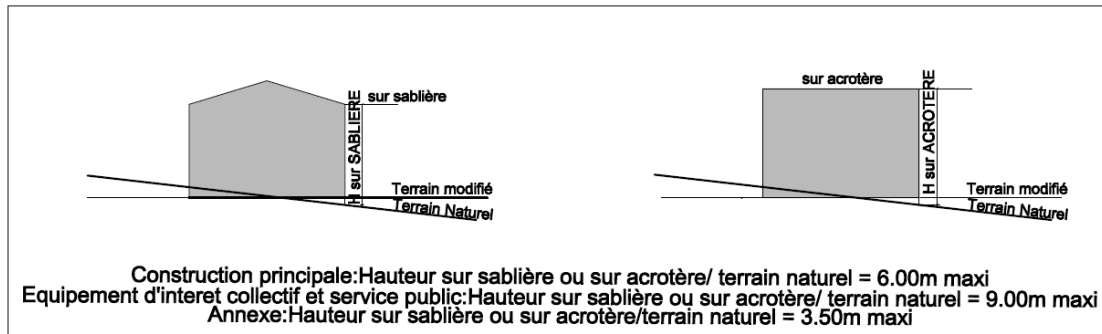 sur sablière
H sur SABLIERE
Terrain modifié
Terrain Naturel
sur acrotère
H sur ACROTERE
Terrain modifié
Terrain Naturel
Construction principale:Hauteur sur sablière ou sur acrotère/ terrain naturel = 6.00m maxi
Equipement d'interet collectif et service public:Hauteur sur sablière ou sur acrotère/ terrain naturel = 9.00m maxi
Annexe:Hauteur sur sablière ou sur acrotère/terrain naturel = 3.50m maxi